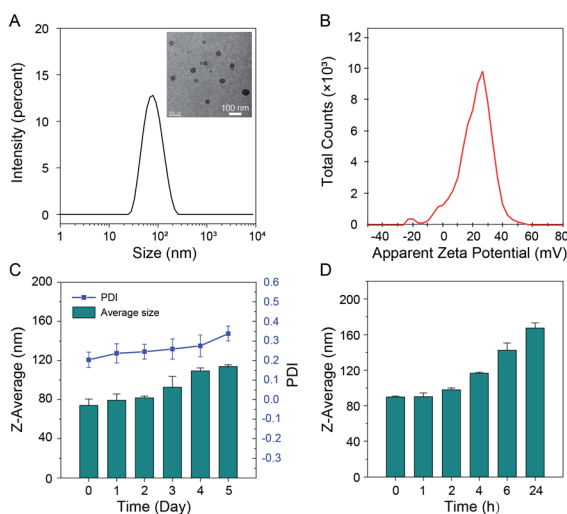 A
20
15
10
5
0
Intensity (percent)
100 nm
1
10¹
10²
10³
10⁴
Size (nm)
B
12
10
8
6
4
2
0
Total Counts (×10³)
-40
-20
0
20
40
60
80
Apparent Zeta Potential (mV)
C
200
160
120
80
40
0
Z-Average (nm)
PDI
Average size
0.6
0.5
0.4
0.3
0.2
0.1
0.0
-0.1
-0.2
-0.3
PDI
0 1 2 3 4 5
Time (Day)
D
200
160
120
80
40
0
Z-Average (nm)
0 1 2 4 6 24
Time (h)